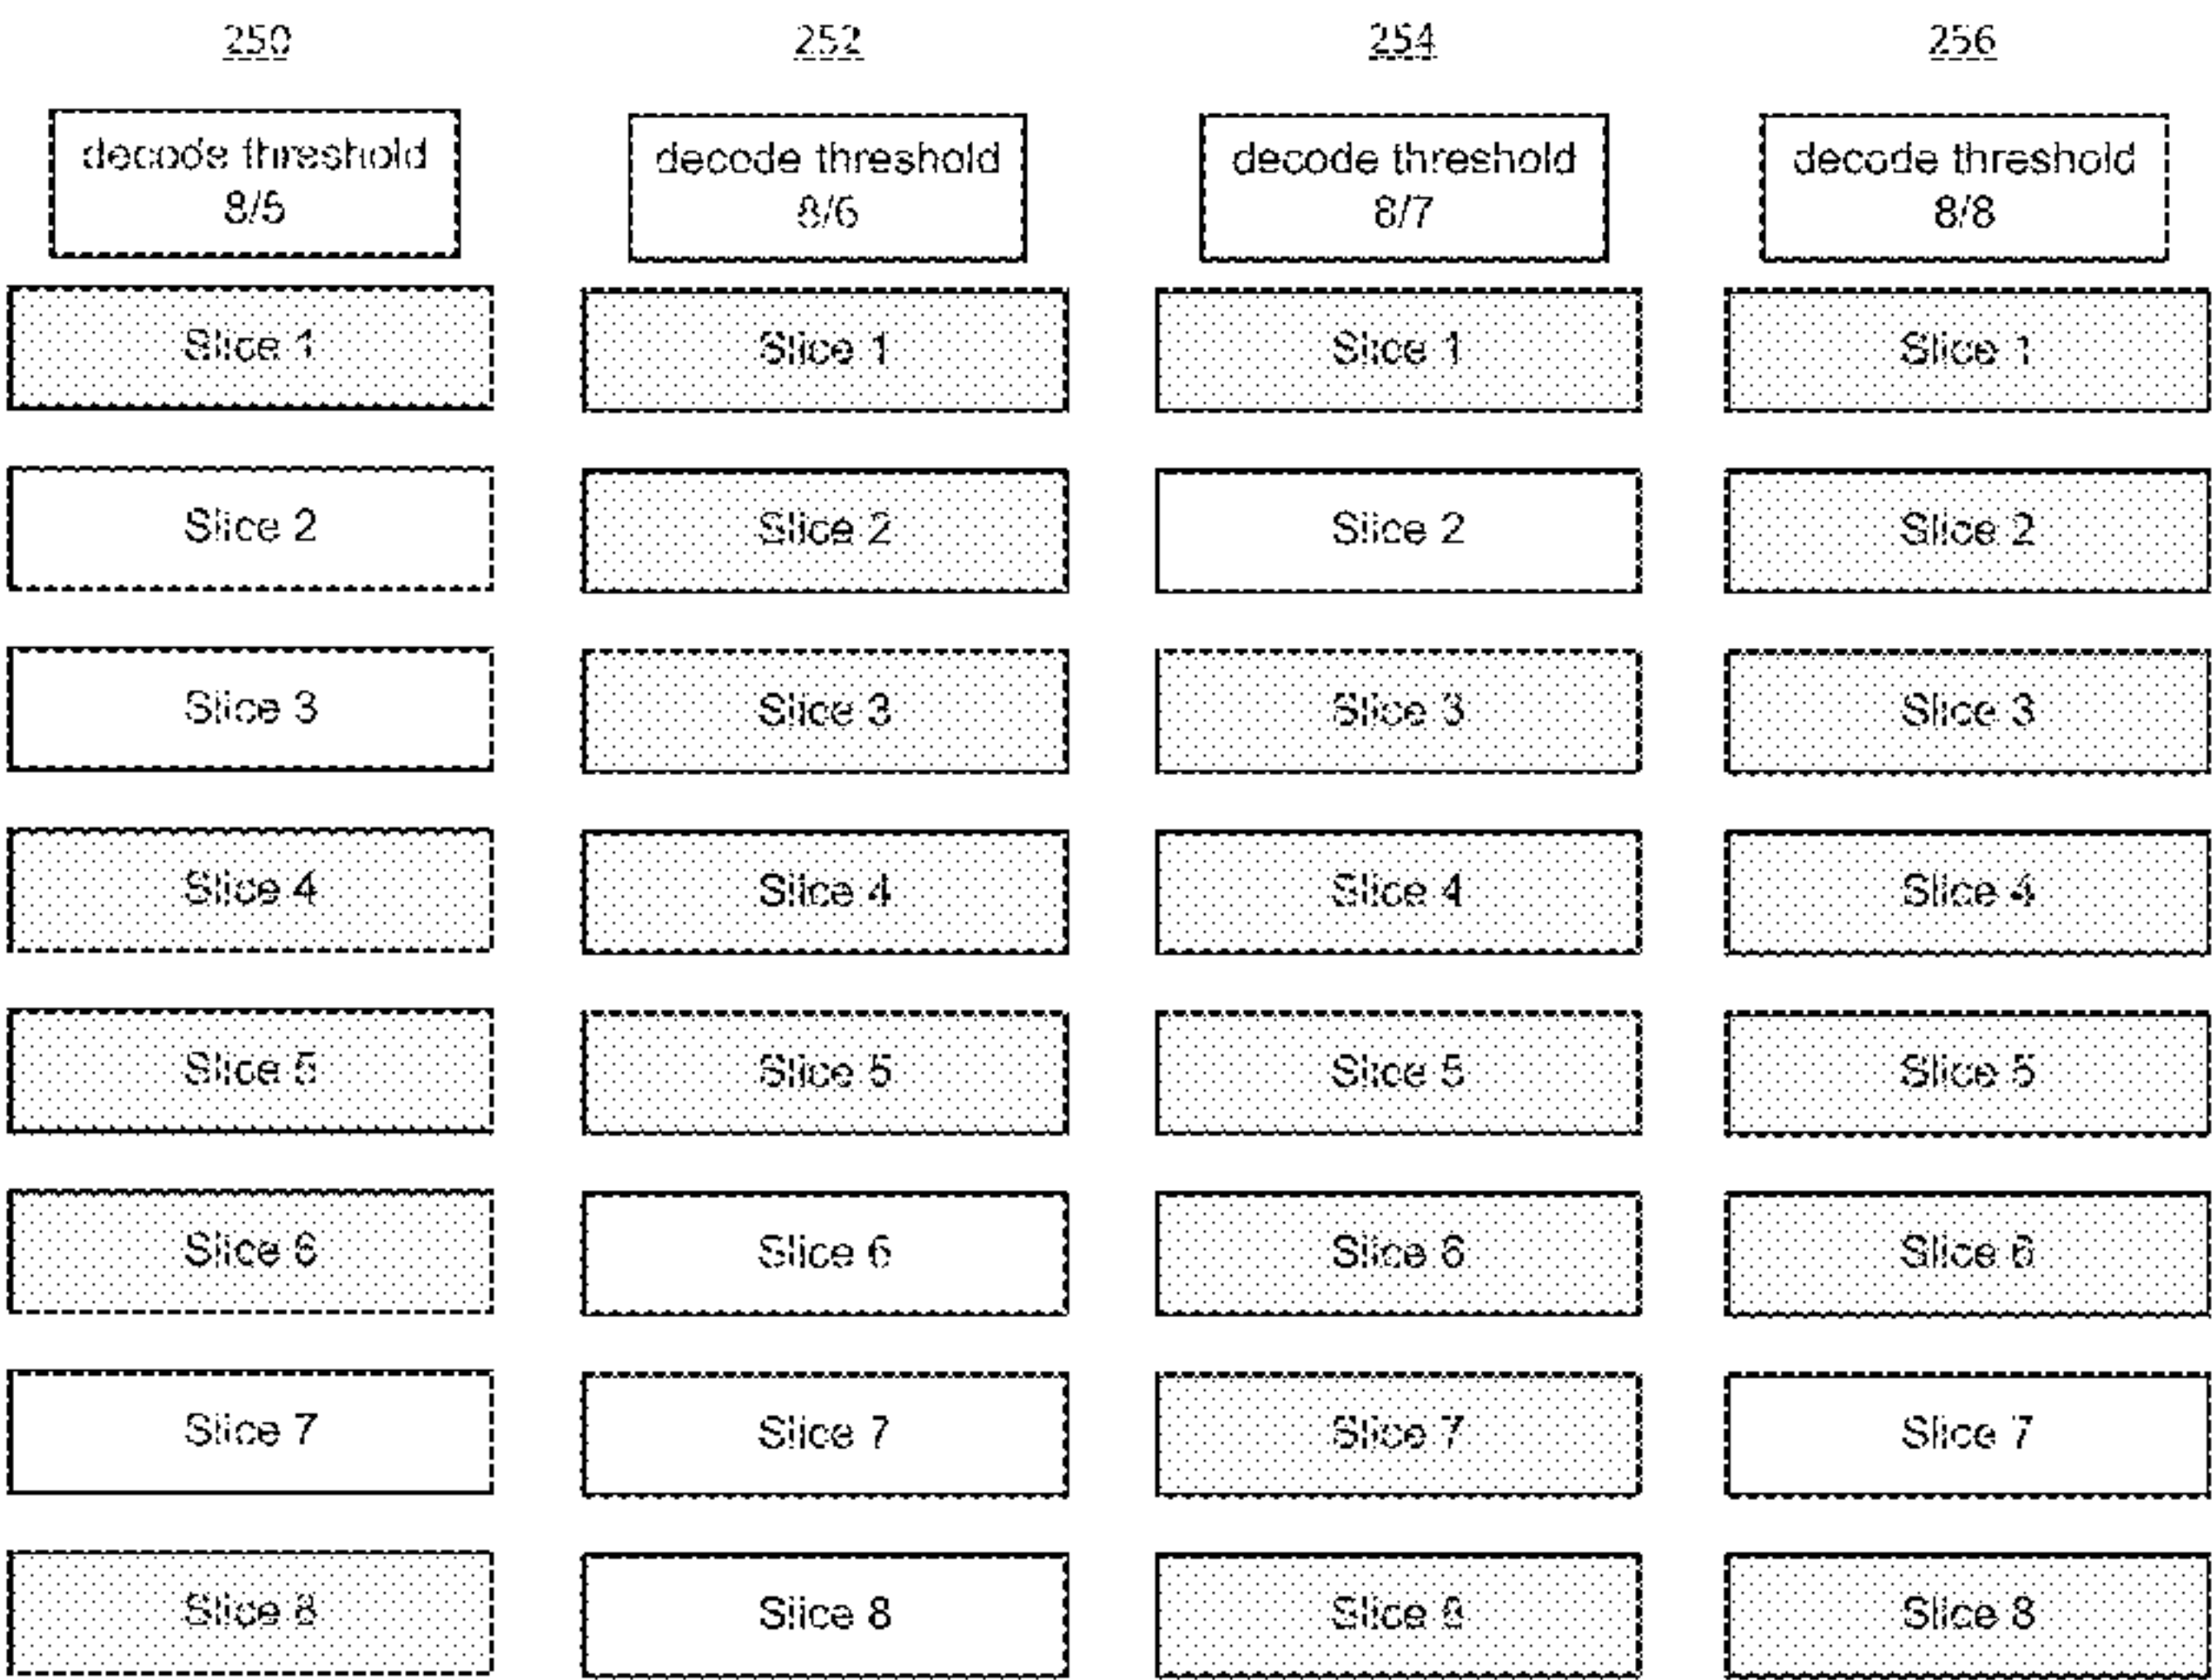 250 252 254 256
decode threshold 8/5
decode threshold 8/6
decode threshold 8/7
decode threshold 8/8
Slice 1 Slice 1 Slice 1 Slice 1
Slice 2 Slice 2 Slice 2 Slice 2
Slice 3 Slice 3 Slice 3 Slice 3
Slice 4 Slice 4 Slice 4 Slice 4
Slice 5 Slice 5 Slice 5 Slice 5
Slice 6 Slice 6 Slice 6 Slice 6
Slice 7 Slice 7 Slice 7 Slice 7
Slice 8 Slice 8 Slice 8 Slice 8